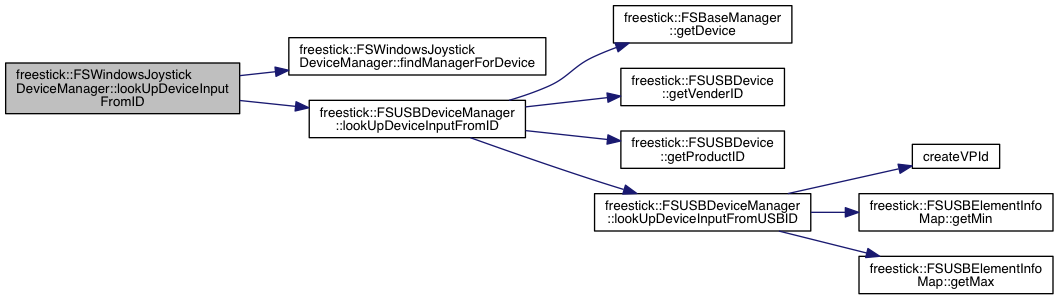 freestick::FSWindowsJoystick
DeviceManager::lookUpDeviceInput
FromID
freestick::FSWindowsJoystick
DeviceManager::findManagerForDevice
freestick::FSUSBDeviceManager
::lookUpDeviceInputFromID
freestick::FSBaseManager
::getDevice
freestick::FSUSBDevice
::getVenderID
freestick::FSUSBDevice
::getProductID
freestick::FSUSBDeviceManager
::lookUpDeviceInputFromUSBID
createVPId
freestick::FSUSBElementInfo
Map::getMin
freestick::FSUSBElementInfo
Map::getMax